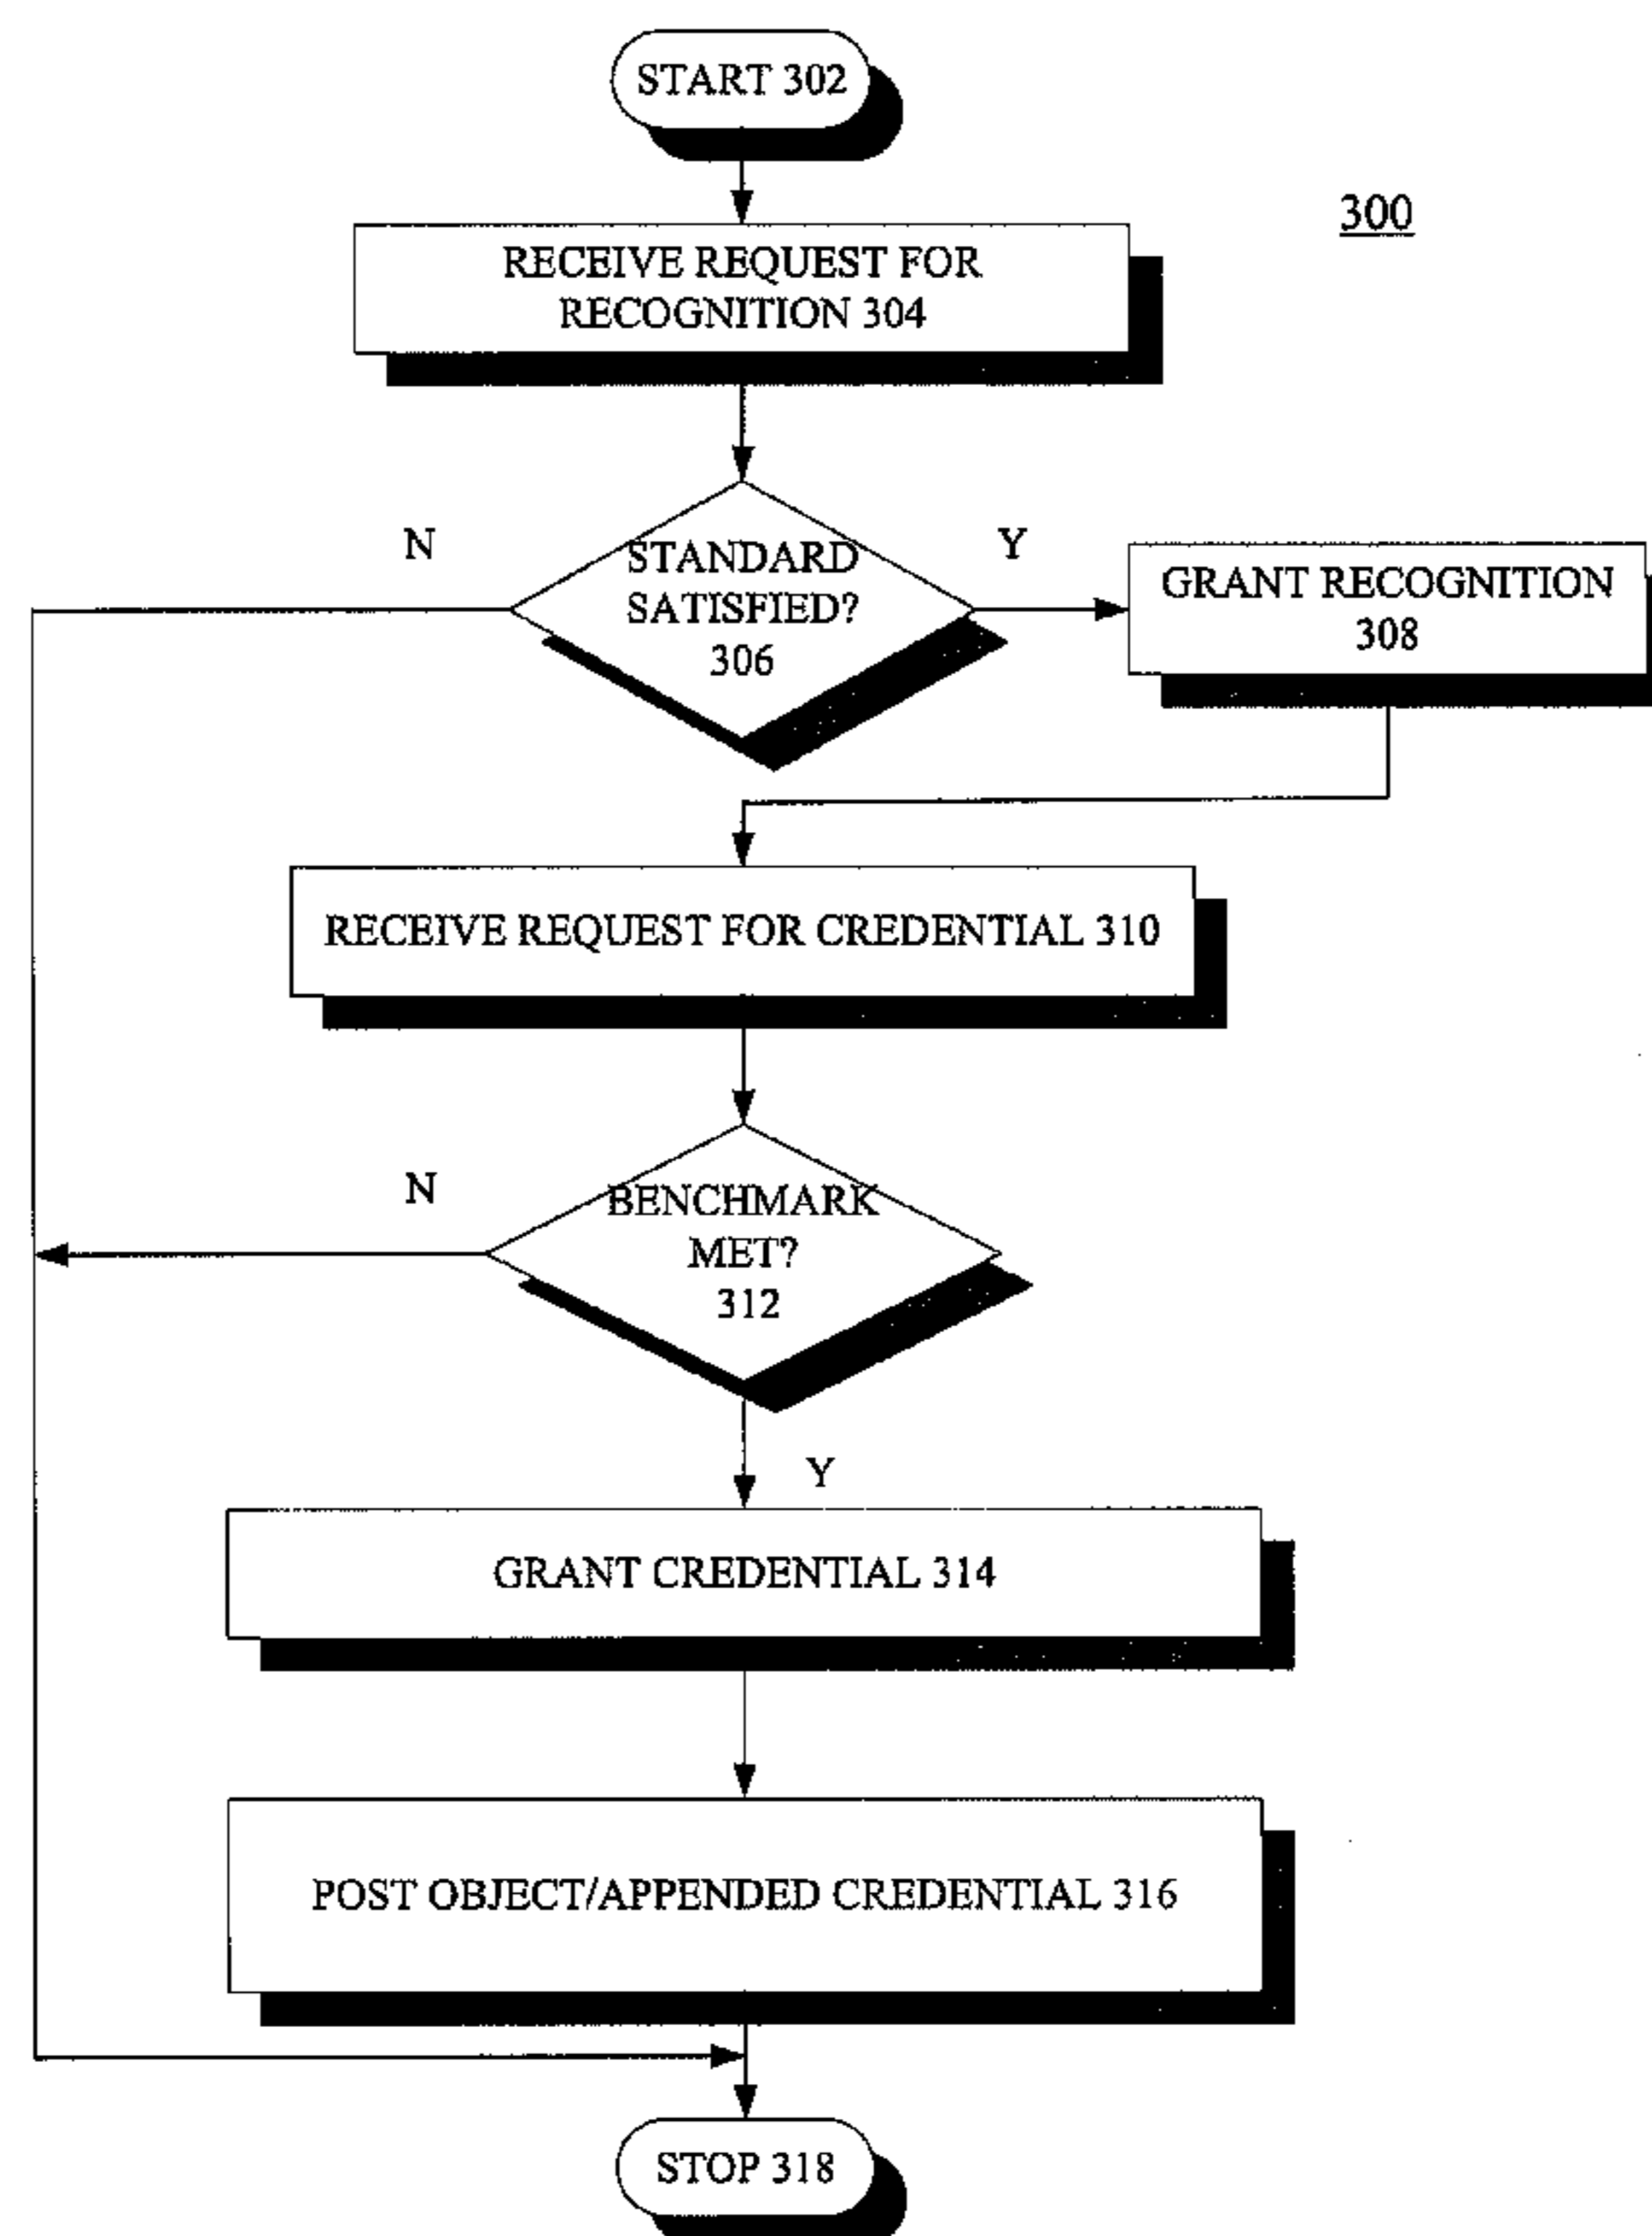 START 302
300
RECEIVE REQUEST FOR
RECOGNITION 304
N
Y
STANDARD
SATISFIED?
306
GRANT RECOGNITION
308
RECEIVE REQUEST FOR CREDENTIAL 310
N
BENCHMARK
MET?
312
Y
GRANT CREDENTIAL 314
POST OBJECT/APPENDED CREDENTIAL 316
STOP 318